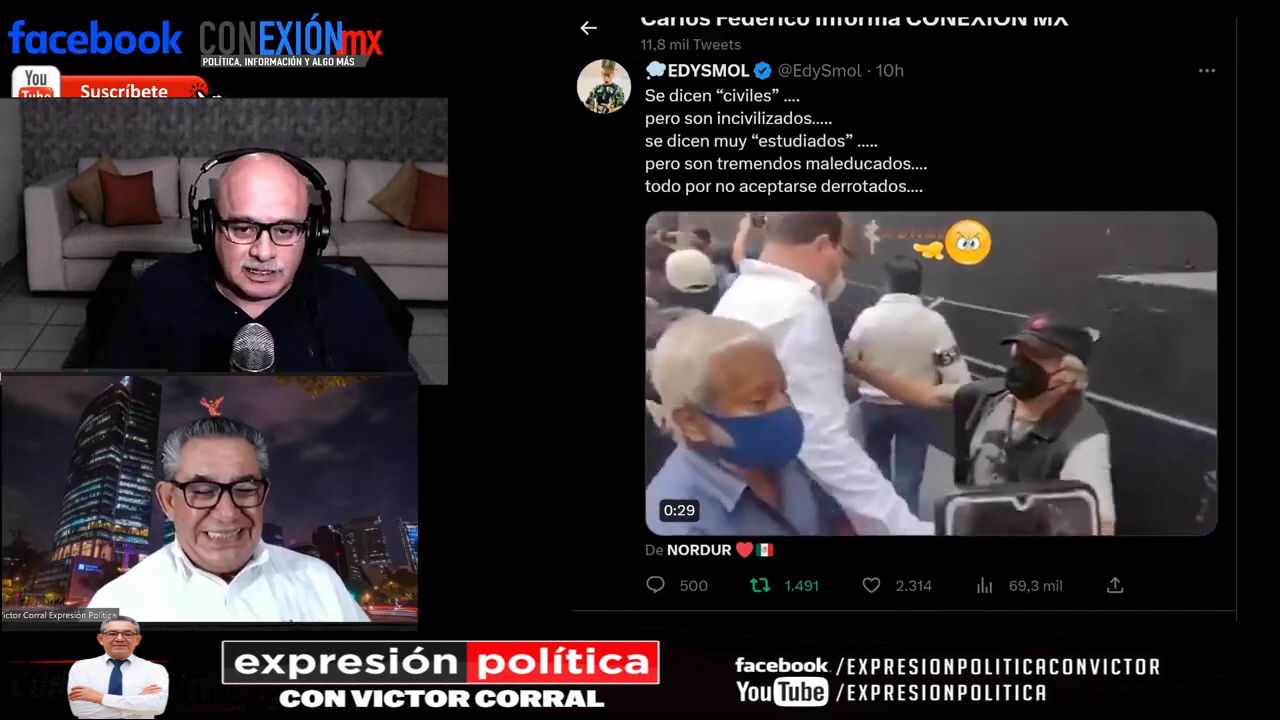 facebook
CONEXIÓNmx
POLÍTICA, INFORMACIÓN Y ALGO MÁS
You
Tube
Suscríbete
Carlos Federico Informa CONEXIÓN MX
11,8 mil Tweets
EDYSMOL @EdySmol · 10h
Se dicen “civiles” ....
pero son incivilizados.....
se dicen muy “estudiados” .....
pero son tremendos maleducados....
todo por no aceptarse derrotados....
0:29
De NORDUR ❤️🇲🇽
500 1.491 2.314 69,3 mil
Victor Corral Expresión Política
expresión política
CON VICTOR CORRAL
facebook /EXPRESIONPOLITICACONVICTOR
YouTube /EXPRESIONPOLITICA